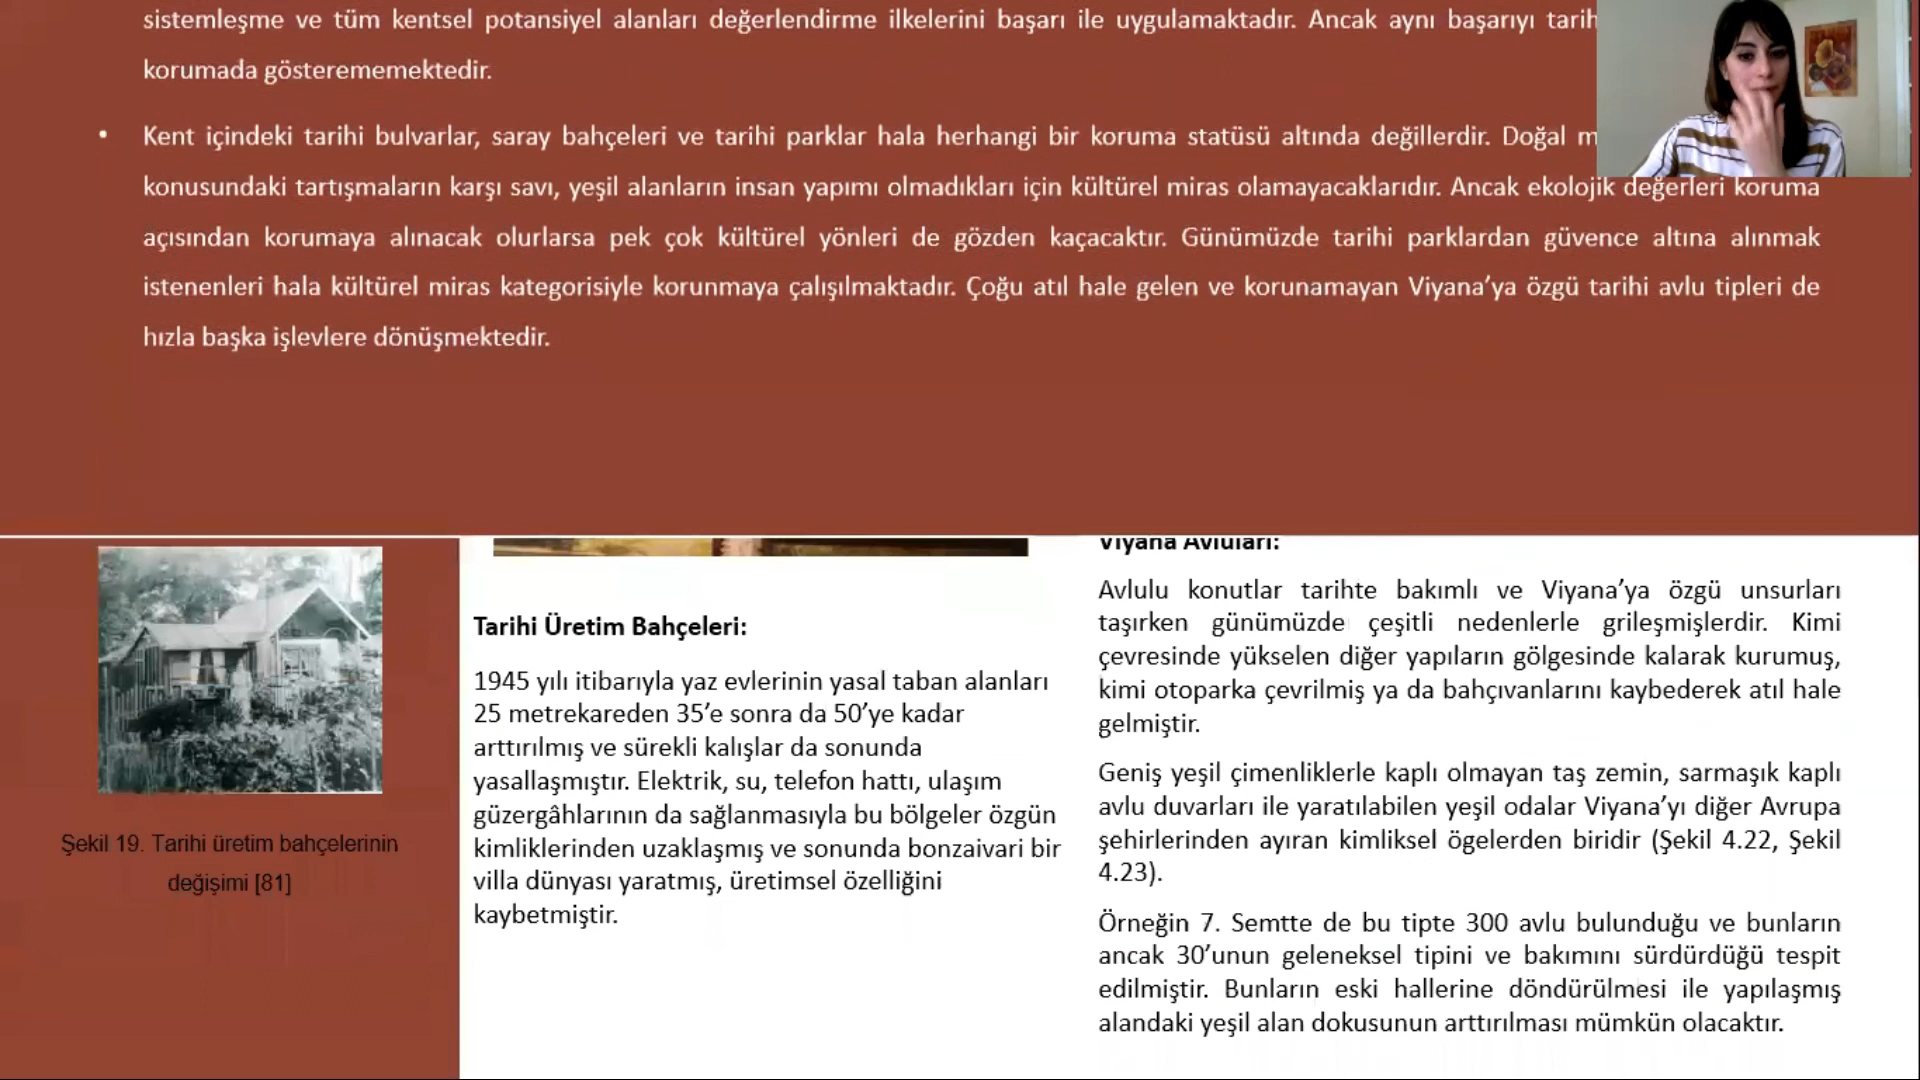 sistemleşme ve tüm kentsel potansiyel alanları değerlendirme ilkelerini başarı ile uygulamaktadır. Ancak aynı başarıyı
korumada gösterememektedir.
• Kent içindeki tarihi bulvarlar, saray bahçeleri ve tarihi parklar hala herhangi bir koruma statüsü altında değillerdir. Doğal
konusundaki tartışmaların karşı savı, yeşil alanların insan yapımı olmadıkları için kültürel miras olamayacaklarıdır. Ancak ekolojik değerleri koruma
açısından korumaya alınacak olurlarsa pek çok kültürel yönleri de gözden kaçacaktır. Günümüzde tarihi parklardan güvence altına alınmak
istenenleri hala kültürel miras kategorisiyle korunmaya çalışılmaktadır. Çoğu atıl hale gelen ve korunamayan Viyana’ya özgü tarihi avlu tipleri de
hızla başka işlevlere dönüşmektedir.
Şekil 19. Tarihi üretim bahçelerinin
değişimi [81]
Tarihi Üretim Bahçeleri:
1945 yılı itibarıyla yaz evlerinin yasal taban alanları
25 metrekareden 35’e sonra da 50’ye kadar
arttırılmış ve sürekli kalışlar da sonunda
yasallaşmıştır. Elektrik, su, telefon hattı, ulaşım
güzergâhlarının da sağlanmasıyla bu bölgeler özgün
kimliklerinden uzaklaşmış ve sonunda bonzaivari bir
villa dünyası yaratmış, üretimsel özelliğini
kaybetmiştir.
Viyana Avluları:
Avlulu konutlar tarihte bakımlı ve Viyana’ya özgü unsurları
taşırken günümüzde çeşitli nedenlerle grileşmişlerdir. Kimi
çevresinde yükselen diğer yapıların gölgesinde kalarak kurumuş,
kimi otoparka çevrilmiş ya da bahçıvanlarını kaybederek atıl hale
gelmiştir.
Geniş yeşil çimenliklerle kaplı olmayan taş zemin, sarmaşık kaplı
avlu duvarları ile yaratılabilen yeşil odalar Viyana’yı diğer Avrupa
şehirlerinden ayıran kimliksel ögelerden biridir (Şekil 4.22, Şekil
4.23).
Örneğin 7. Semtte de bu tipte 300 avlu bulunduğu ve bunların
ancak 30’unun geleneksel tipini ve bakımını sürdürdüğü tespit
edilmiştir. Bunların eski hallerine döndürülmesi ile yapılaşmış
alandaki yeşil alan dokusunun arttırılması mümkün olacaktır.